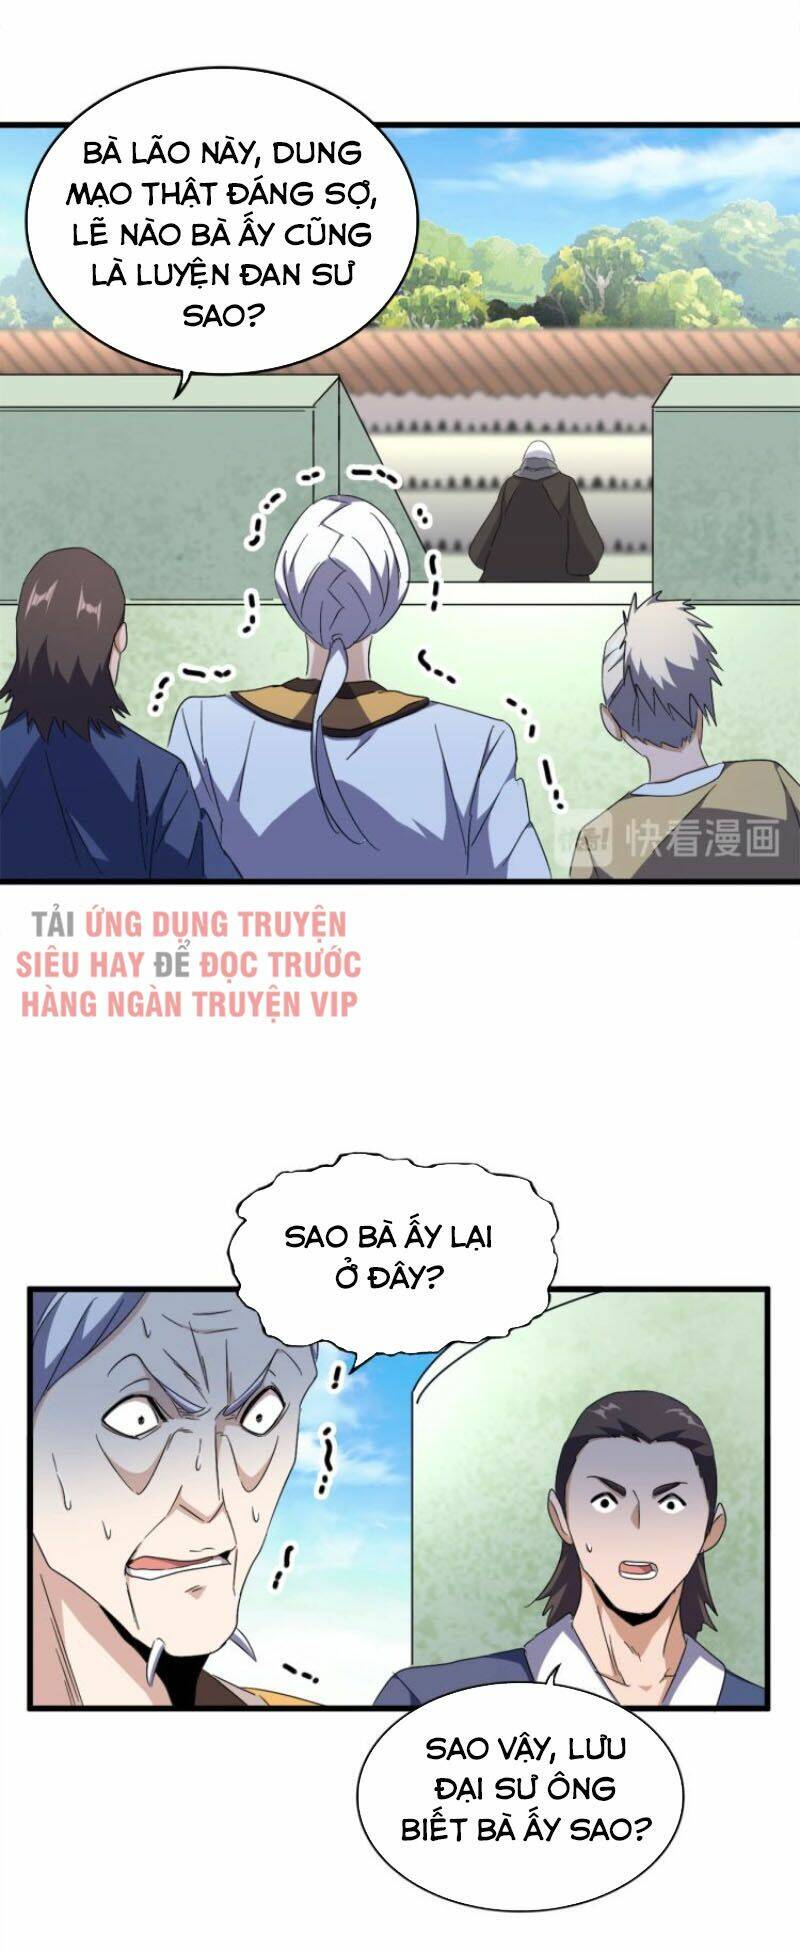 BÀ LÃO NÀY, DUNG
MẠO THẬT ĐÁNG SỢ,
LẼ NÀO BÀ ẤY CŨNG
LÀ LUYỆN ĐAN SƯ
SAO?
快看漫画
TẢI ỨNG DỤNG TRUYỆN
SIÊU HAY ĐỂ ĐỌC TRƯỚC
HÀNG NGÀN TRUYỆN VIP
SAO BÀ ẤY LẠI
Ở ĐÂY?
SAO VẬY, LƯU
ĐẠI SƯ ÔNG
BIẾT BÀ ẤY SAO?